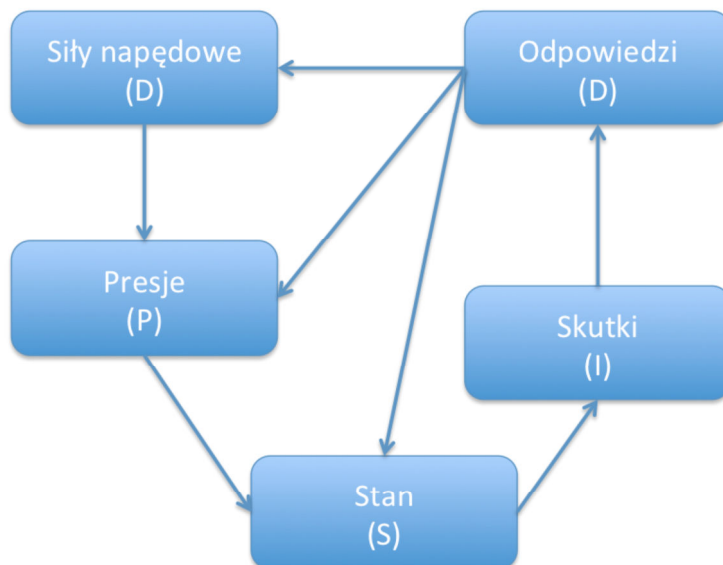 Siły napędowe
(D)
Odpowiedzi
(D)
Presje
(P)
Skutki
(I)
Stan
(S)